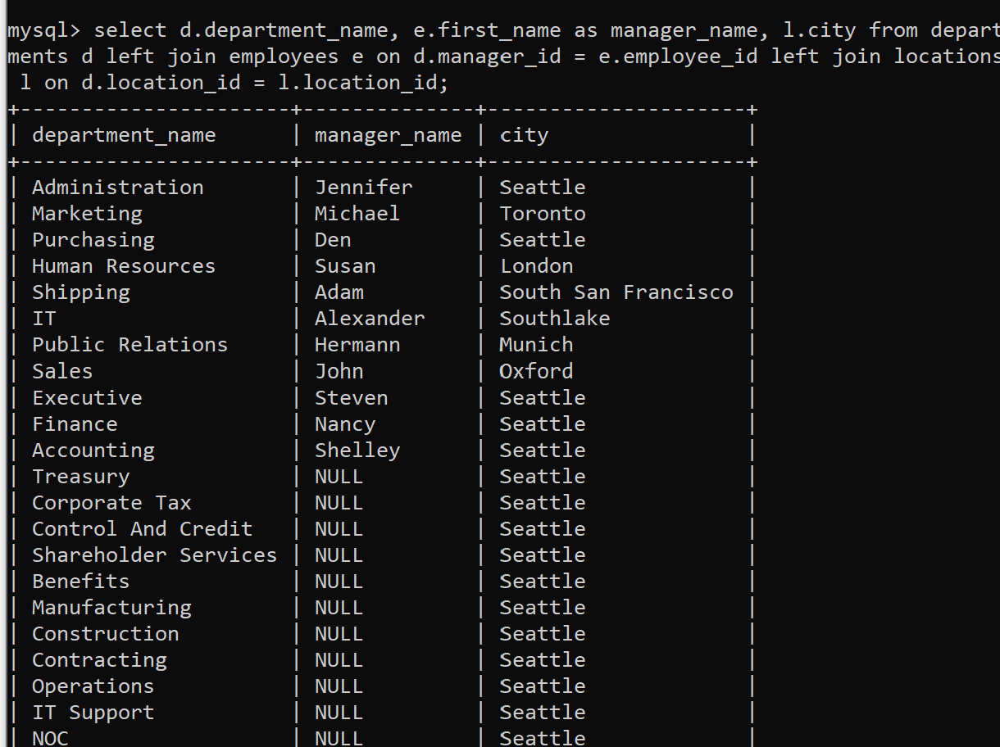 mysql> select d.department_name, e.first_name as manager_name, l.city from depart
ments d left join employees e on d.manager_id = e.employee_id left join locations
 l on d.location_id = l.location_id;
+----------------------+--------------+---------------------+
| department_name      | manager_name | city                |
+----------------------+--------------+---------------------+
| Administration       | Jennifer     | Seattle             |
| Marketing            | Michael      | Toronto             |
| Purchasing           | Den          | Seattle             |
| Human Resources      | Susan        | London              |
| Shipping             | Adam         | South San Francisco |
| IT                   | Alexander    | Southlake           |
| Public Relations     | Hermann      | Munich              |
| Sales                | John         | Oxford              |
| Executive            | Steven       | Seattle             |
| Finance              | Nancy        | Seattle             |
| Accounting           | Shelley      | Seattle             |
| Treasury             | NULL         | Seattle             |
| Corporate Tax        | NULL         | Seattle             |
| Control And Credit   | NULL         | Seattle             |
| Shareholder Services | NULL         | Seattle             |
| Benefits             | NULL         | Seattle             |
| Manufacturing        | NULL         | Seattle             |
| Construction         | NULL         | Seattle             |
| Contracting          | NULL         | Seattle             |
| Operations           | NULL         | Seattle             |
| IT Support           | NULL         | Seattle             |
| NOC                  | NULL         | Seattle             |